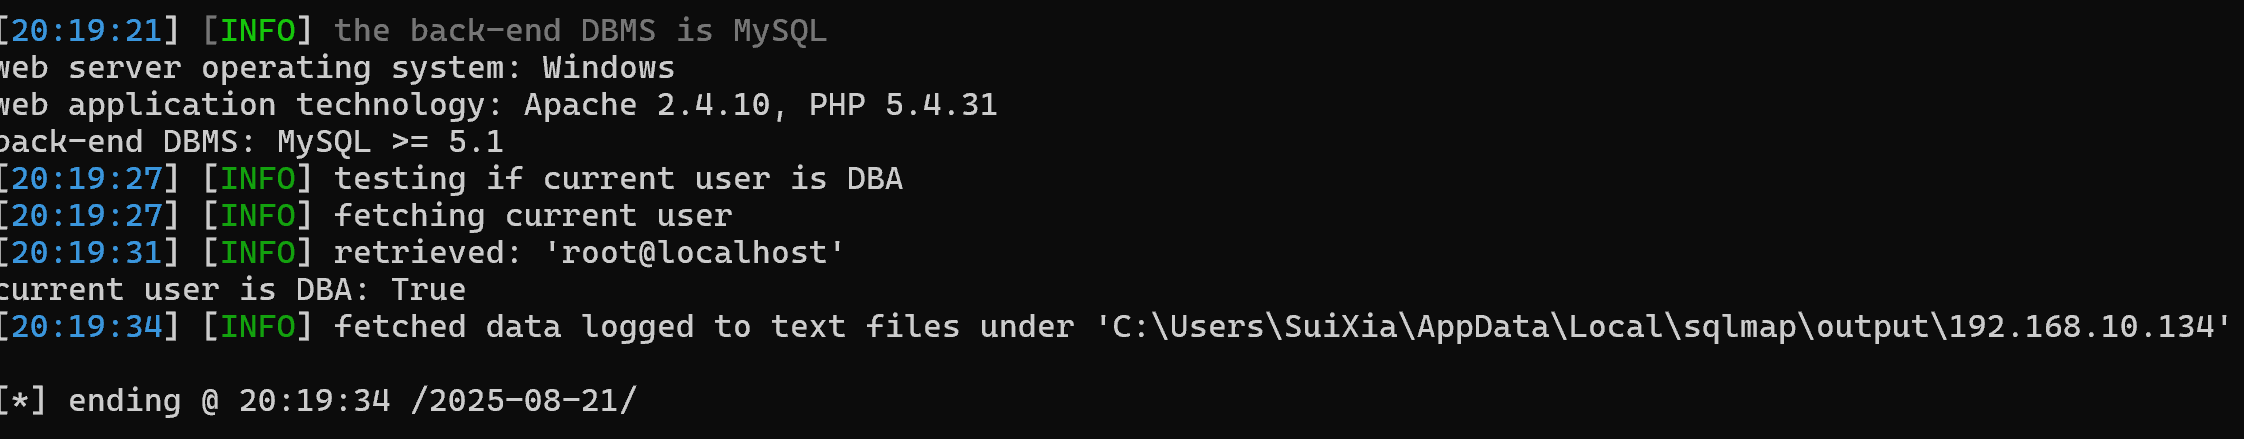 [20:19:21] [INFO] the back-end DBMS is MySQL
web server operating system: Windows
web application technology: Apache 2.4.10, PHP 5.4.31
back-end DBMS: MySQL >= 5.1
[20:19:27] [INFO] testing if current user is DBA
[20:19:27] [INFO] fetching current user
[20:19:31] [INFO] retrieved: 'root@localhost'
current user is DBA: True
[20:19:34] [INFO] fetched data logged to text files under 'C:\Users\SuiXia\AppData\Local\sqlmap\output\192.168.10.134'
[*] ending @ 20:19:34 /2025-08-21/